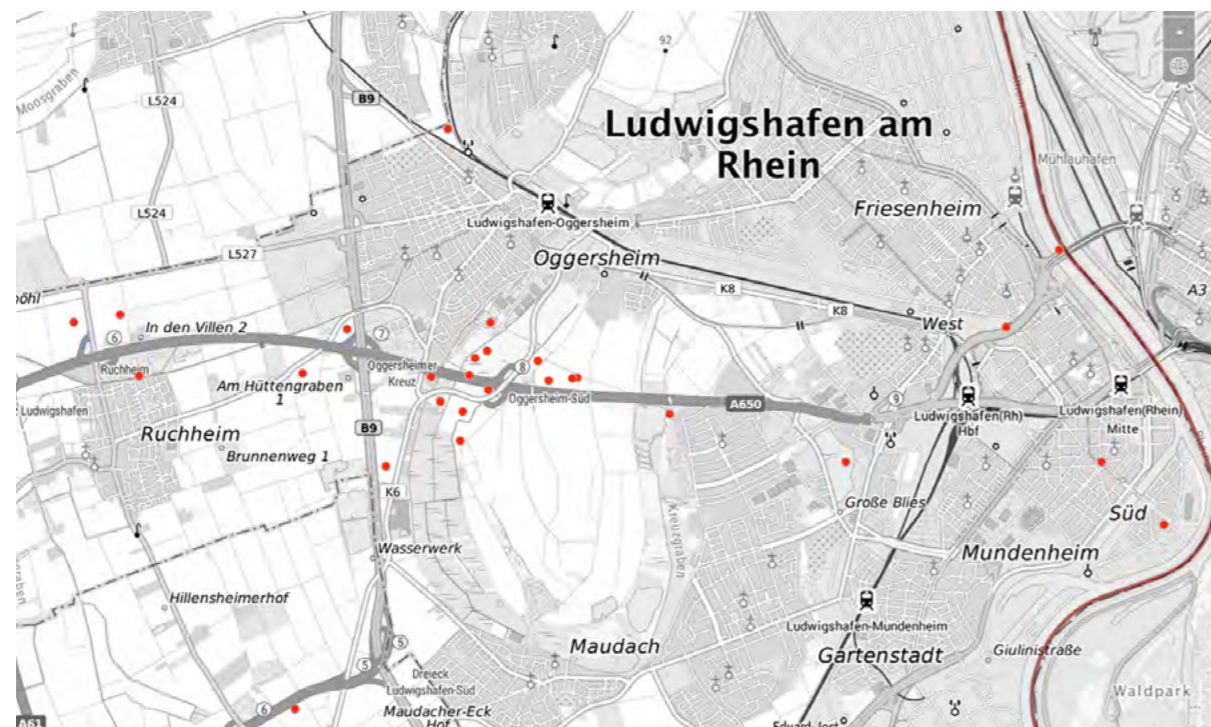 92
Moosgraben
L524
B9
Ludwigshafen am
Rhein
Mühlauhafen
Friesenheim
L524
Ludwigshafen-Oggersheim
L527
Oggersheim
K8
K8
A3
In den Villen 2
6
7
West
Ruchheim
Oggersheimer
Kreuz
8
Am Hüttengraben
1
Oggersheim-Süd
A650
9
Ludwigshafen
Ludwigshafen(Rh)
Hbf
Ludwigshafen(Rhein)
Mitte
Ruchheim
B9
Brunnenweg 1
K6
Große Blies
Süd
Kreuzgraben
Wasserwerk
Mundenheim
Hillensheimerhof
Ludwigshafen-Mundenheim
5
5
Maudach
Gartenstadt
Giulinistraße
Dreieck
Ludwigshafen-Süd
Waldpark
6
Maudacher-Eck
Hof
A61